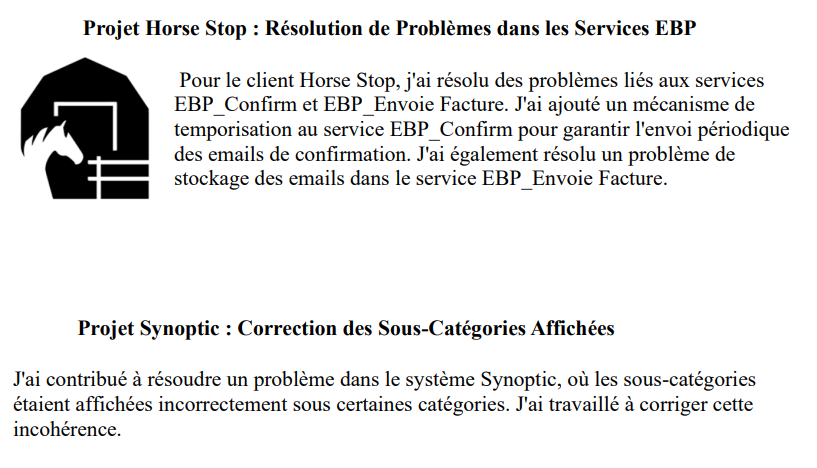 Projet Horse Stop : Résolution de Problèmes dans les Services EBP
Pour le client Horse Stop, j'ai résolu des problèmes liés aux services
EBP_Confirm et EBP_Envoie Facture. J'ai ajouté un mécanisme de
temporisation au service EBP_Confirm pour garantir l'envoi périodique
des emails de confirmation. J'ai également résolu un problème de
stockage des emails dans le service EBP_Envoie Facture.
Projet Synoptic : Correction des Sous-Catégories Affichées
J'ai contribué à résoudre un problème dans le système Synoptic, où les sous-catégories
étaient affichées incorrectement sous certaines catégories. J'ai travaillé à corriger cette
incohérence.